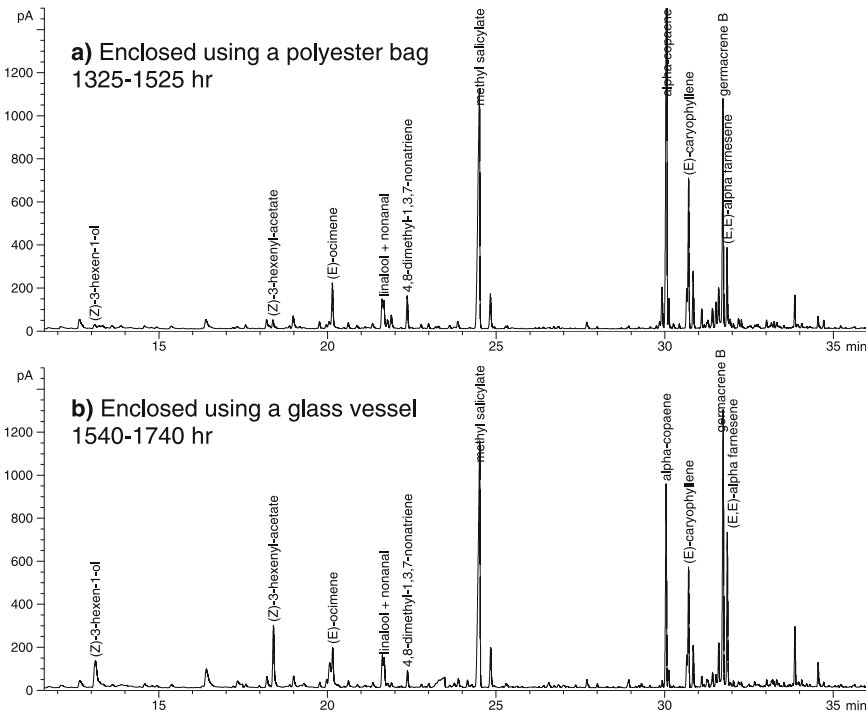 pA
a) Enclosed using a polyester bag
1325-1525 hr
1200
1000
800
600
400
200
0
(Z)-3-hexen-1-ol
(Z)-3-hexenyl-acetate
(E)-ocimene
linalool + nonanal
4,8-dimethyl-1,3,7-nonatriene
methyl salicylate
alpha-copaene
(E)-caryophyllene
germacrene B
(E,E)-alpha farnesene
15 20 25 30 35 min
pA
b) Enclosed using a glass vessel
1540-1740 hr
1200
1000
800
600
400
200
0
(Z)-3-hexen-1-ol
(Z)-3-hexenyl-acetate
(E)-ocimene
linalool + nonanal
4,8-dimethyl-1,3,7-nonatriene
methyl salicylate
alpha-copaene
(E)-caryophyllene
germacrene B
(E,E)-alpha farnesene
15 20 25 30 35 min